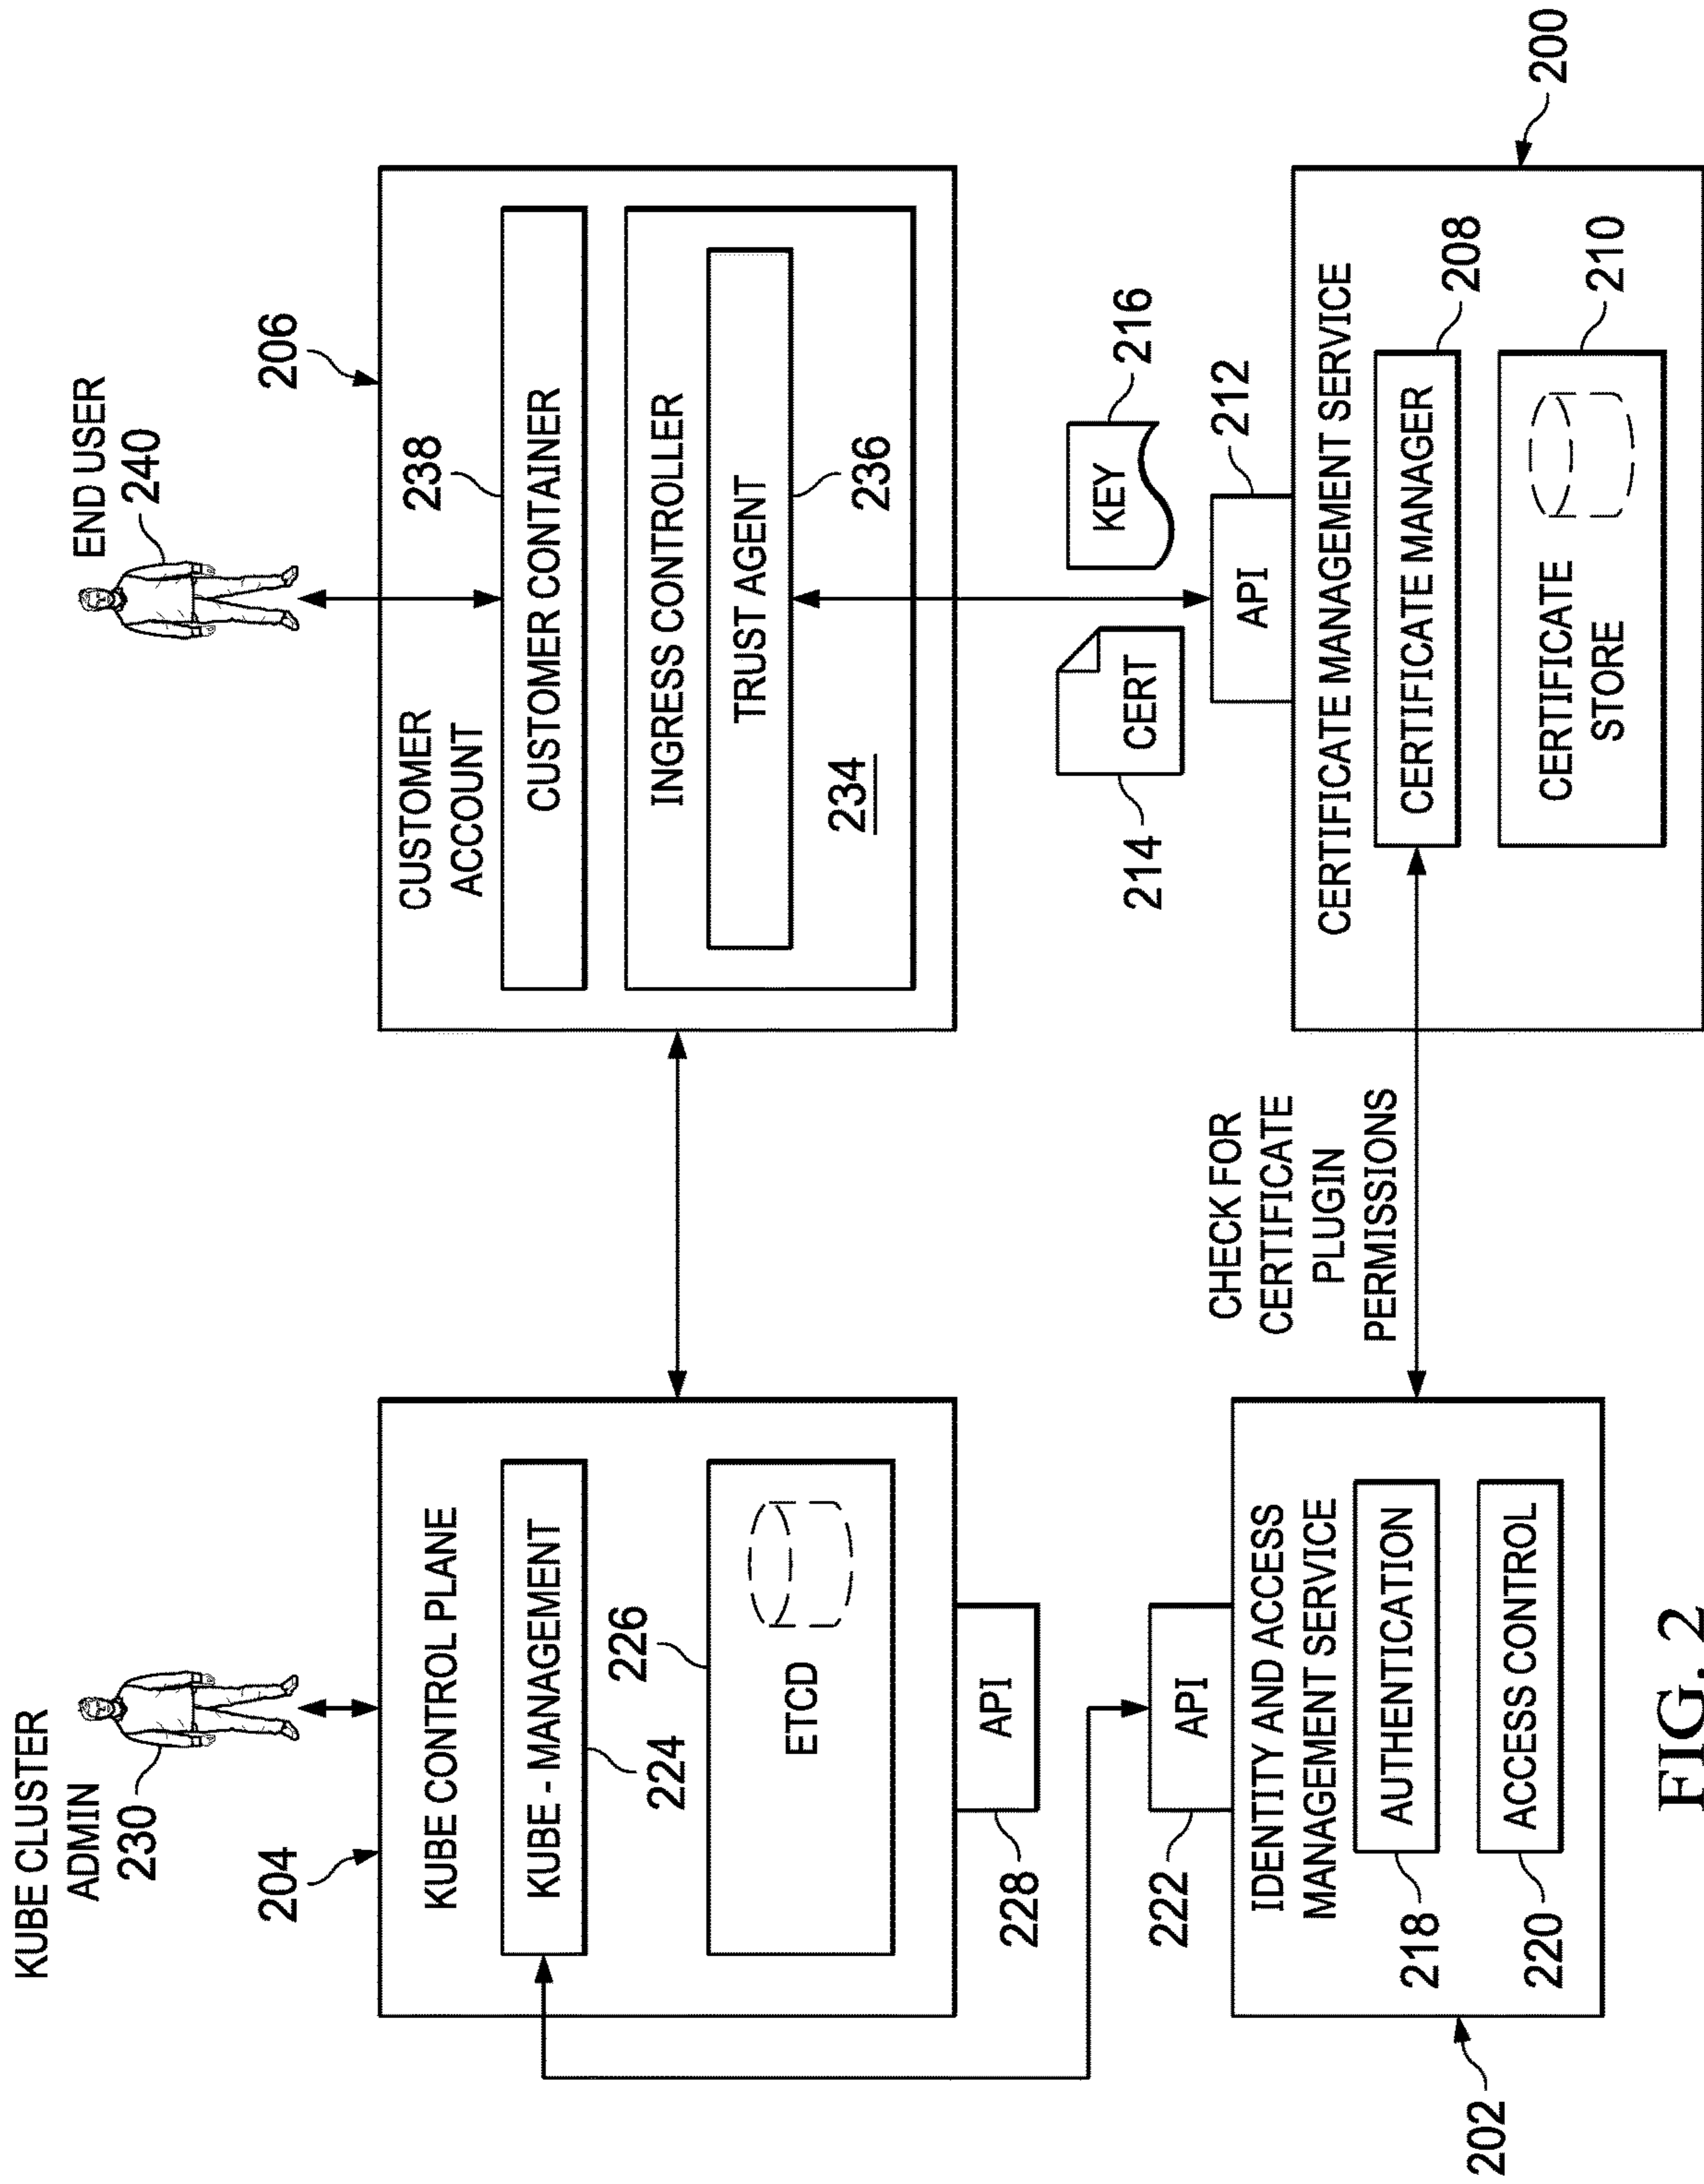 KUBE CLUSTER
ADMIN
230
204
KUBE CONTROL PLANE
KUBE - MANAGEMENT
224
226
ETCD
API
228
END USER
240
206
CUSTOMER
ACCOUNT
238
CUSTOMER CONTAINER
INGRESS CONTROLLER
TRUST AGENT
234
236
214
CERT
KEY
216
API
212
222
API
IDENTITY AND ACCESS
MANAGEMENT SERVICE
AUTHENTICATION
218
ACCESS CONTROL
220
202
CHECK FOR
CERTIFICATE
PLUGIN
PERMISSIONS
CERTIFICATE MANAGEMENT SERVICE
CERTIFICATE MANAGER
208
CERTIFICATE
STORE
210
200
FIG. 2